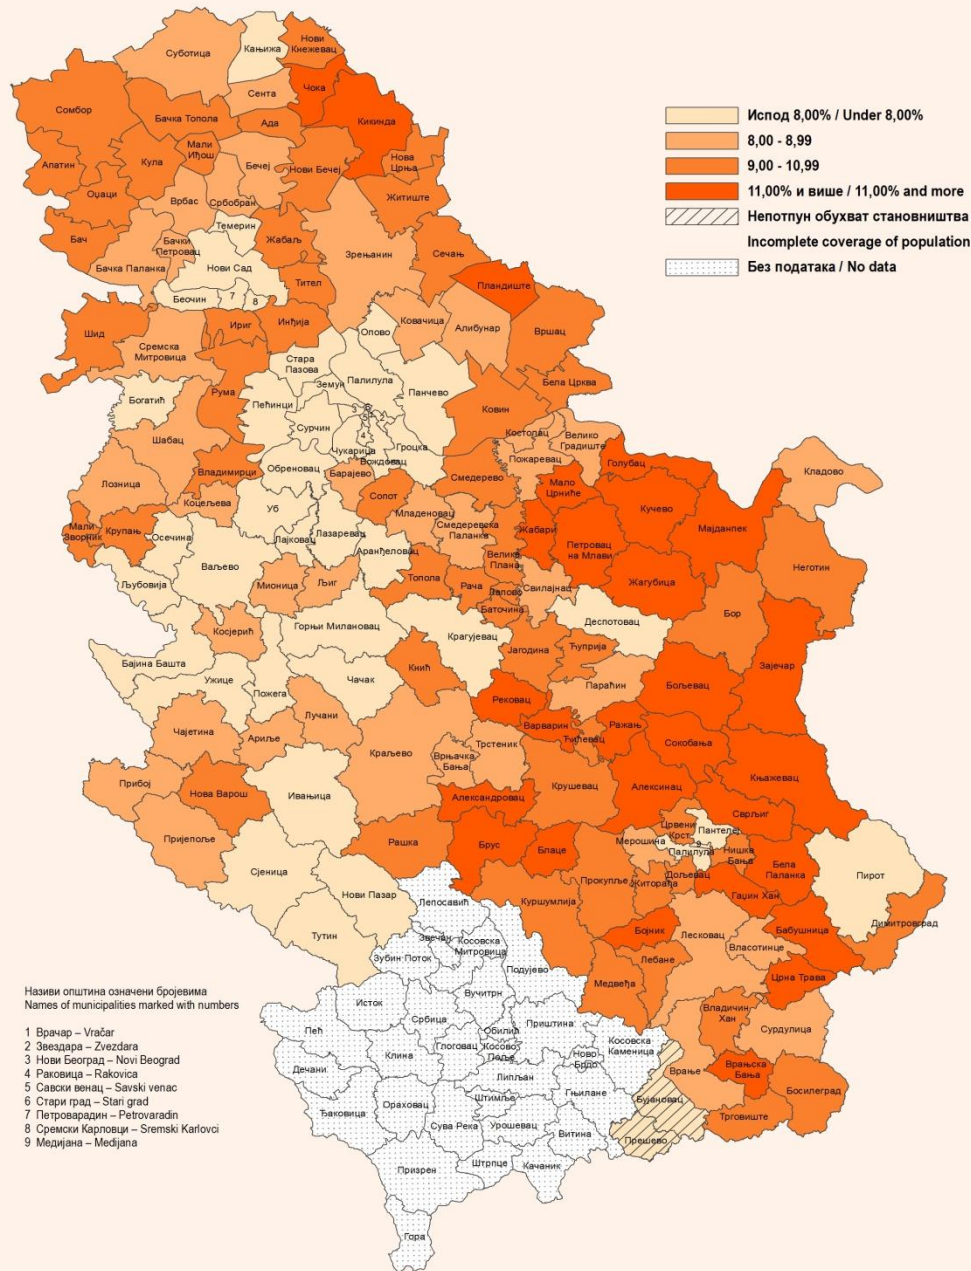 Суботица
Кањижа
Нови
Кнежевац
Сента
Чока
Сомбор
Бачка Топола
Ада
Кикинда
Апатин
Кула
Мали
Иђош
Бечеј
Нови Бечеј
Нова
Црња
Оџаци
Врбас
Србобран
Житиште
Бач
Бачки
Петровац
Темерин
Жабаљ
Зрењанин
Сечањ
Бачка Паланка
Нови Сад
Беочин
7
8
Тител
Пландиште
Шид
Сремска
Митровица
Ириг
Инђија
Опово
Ковачица
Алибунар
Вршац
Рума
Стара
Пазова
Земун
Палилула
Панчево
Бела Црква
Богатић
Пећинци
Сурчин
3
6
5
1
2
4
Чукарица
Вождовац
Гроцка
Ковин
Шабац
Обреновац
Барајево
Смедерево
Костолац
Пожаревац
Велико
Градиште
Голубац
Кладово
Лозница
Владимирци
Коцељева
Уб
Сопот
Младеновац
Мало
Црниће
Кучево
Мајданпек
Мали
Зворник
Крупањ
Осечина
Лајковац
Лазаревац
Аранђеловац
Смедеревска
Паланка
Жабари
Петровац
на Млави
Неготин
Љубовија
Ваљево
Мионица
Љиг
Топола
Рача
Велика
Плана
Лапово
Баточина
Свилајнац
Жагубица
Бор
Косјерић
Горњи Милановац
Крагујевац
Деспотовац
Бајина Башта
Ужице
Пожега
Чачак
Кнић
Јагодина
Ћуприја
Зајечар
Чајетина
Ариље
Лучани
Рековац
Параћин
Бољевац
Краљево
Врњачка
Бања
Трстеник
Варварин
Ћићевац
Ражањ
Сокобања
Прибој
Нова Варош
Ивањица
Александровац
Крушевац
Алексинац
Књажевац
Пријепоље
Рашка
Брус
Блаце
Мерошина
Црвени
Крст
Пантелеј
9
Палилула
Нишка
Бања
Сврљиг
Бела
Паланка
Пирот
Сјеница
Нови Пазар
Куршумлија
Прокупље
Житорађа
Дољевац
Гаџин Хан
Димитровград
Тутин
Лепосавић
Бојник
Лесковац
Власотинце
Бабушница
Звечан
Зубин Поток
Косовска
Митровица
Подујево
Медвеђа
Лебане
Црна Трава
Исток
Србица
Вучитрн
Приштина
Владичин
Хан
Сурдулица
Пећ
Клина
Глоговац
Обилић
Косово
Поље
Косовска
Каменица
Ново
Брдо
Врање
Врањска
Бања
Босилеград
Дечани
Липљан
Гњилане
Бујановац
Трговиште
Ђаковица
Ораховац
Штимље
Сува Река
Урошевац
Витина
Прешево
Призрен
Штрпце
Качаник
Гора
Испод 8,00% / Under 8,00%
8,00 - 8,99
9,00 - 10,99
11,00% и више / 11,00% and more
Непотпун обухват становништва
Incomplete coverage of population
Без података / No data
Називи општина означени бројевима
Names of municipalities marked with numbers
1 Врачар – Vračar
2 Звездара – Zvezdara
3 Нови Београд – Novi Beograd
4 Раковица – Rakovica
5 Савски венац – Savski venac
6 Стари град – Stari grad
7 Петроварадин – Petrovaradin
8 Сремски Карловци – Sremski Karlovci
9 Медијана – Medijana